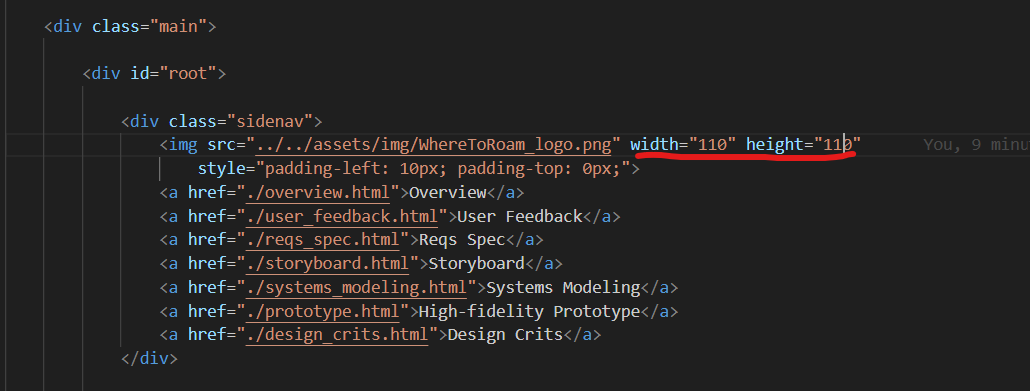 <div class="main">
<div id="root">
<div class="sidenav">
<img src="../../assets/img/WhereToRoam_logo.png" width="110" height="110" You, 9 minu
style="padding-left: 10px; padding-top: 0px;">
<a href="./overview.html">Overview</a>
<a href="./user_feedback.html">User Feedback</a>
<a href="./reqs_spec.html">Reqs Spec</a>
<a href="./storyboard.html">Storyboard</a>
<a href="./systems_modeling.html">Systems Modeling</a>
<a href="./prototype.html">High-fidelity Prototype</a>
<a href="./design_crits.html">Design Crits</a>
</div>